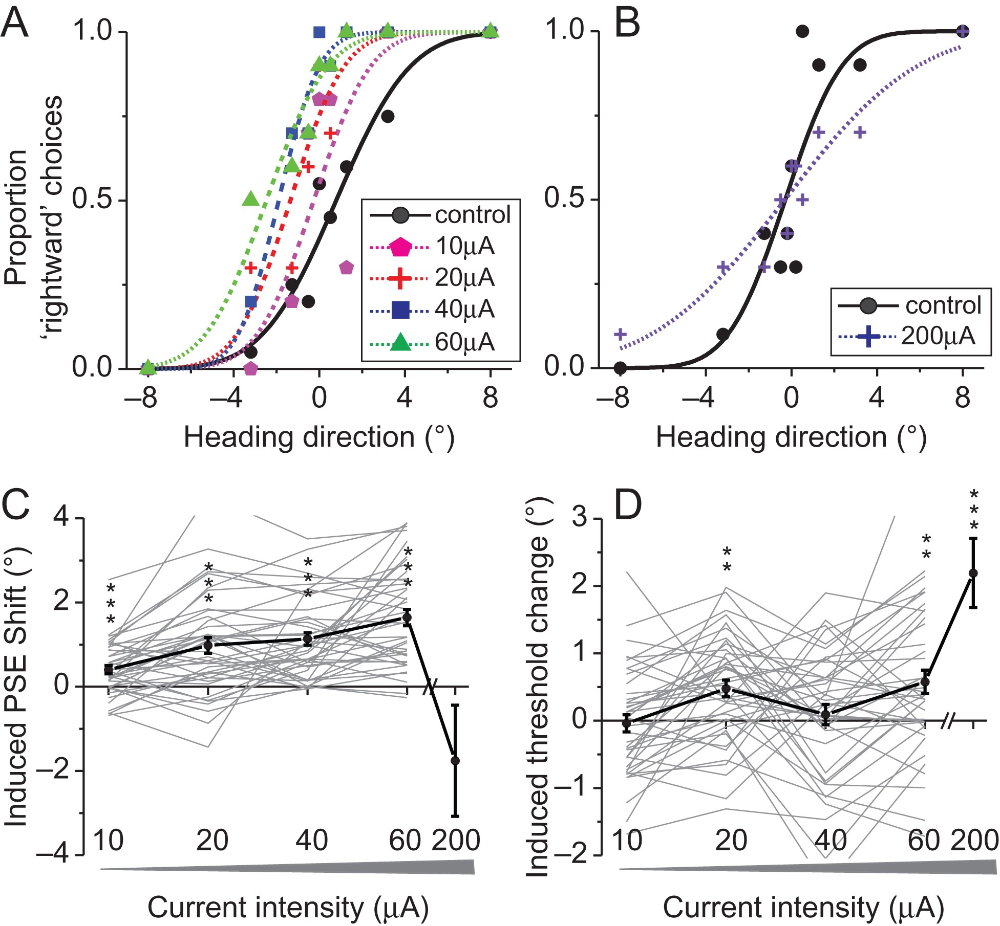 A
1.0
0.5
0.0
Proportion
‘rightward’ choices
control
10μA
20μA
40μA
60μA
–8
–4
0
4
8
Heading direction (°)
B
1.0
0.5
0.0
control
200μA
–8
–4
0
4
8
Heading direction (°)
C
4
2
0
–2
–4
Induced PSE Shift (°)
*
*
*
*
*
*
*
*
*
*
*
*
10 20 40 60 200
Current intensity (μA)
D
3
2
1
0
–1
–2
Induced threshold change (°)
*
*
*
*
*
*
*
10 20 40 60 200
Current intensity (μA)